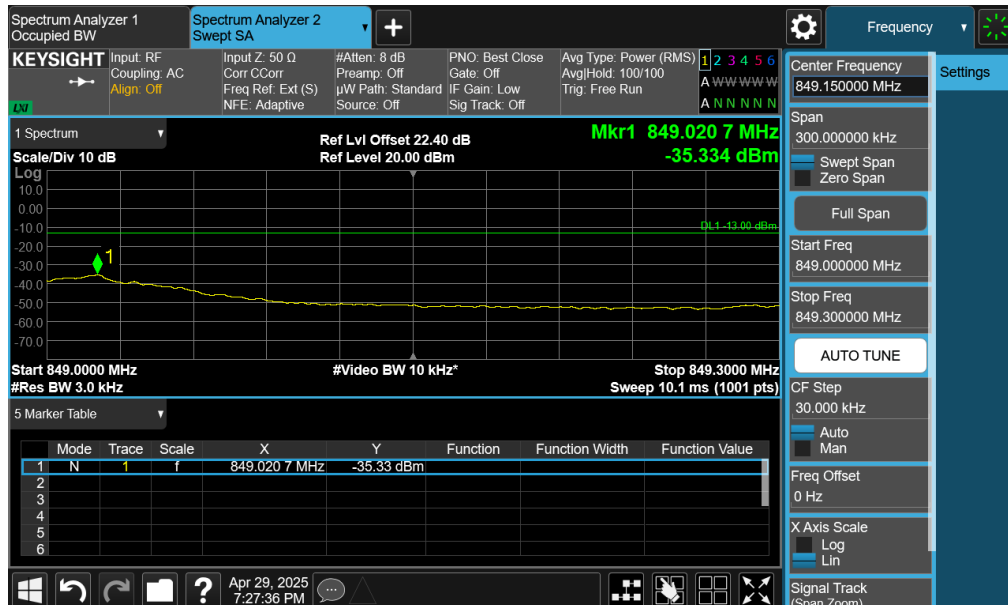 Spectrum Analyzer 1
Occupied BW
Spectrum Analyzer 2
Swept SA
Frequency
KEYSIGHT
LXI
Input: RF
Coupling: AC
Align: Off
Input Z: 50 Ω
Corr CCorr
Freq Ref: Ext (S)
NFE: Adaptive
#Atten: 8 dB
Preamp: Off
µW Path: Standard
Source: Off
PNO: Best Close
Gate: Off
IF Gain: Low
Sig Track: Off
Avg Type: Power (RMS)
Avg|Hold: 100/100
Trig: Free Run
1 2 3 4 5 6
A W W W W W
A N N N N N
1 Spectrum
Scale/Div 10 dB
Ref Lvl Offset 22.40 dB
Ref Level 20.00 dBm
Mkr1 849.020 7 MHz
-35.334 dBm
Log
10.0
0.00
-10.0
-20.0
-30.0
-40.0
-50.0
-60.0
-70.0
DL1 -13.00 dBm
1
Start 849.0000 MHz
#Res BW 3.0 kHz
#Video BW 10 kHz*
Stop 849.3000 MHz
Sweep 10.1 ms (1001 pts)
5 Marker Table
Mode Trace Scale X Y Function Function Width Function Value
1 N 1 f 849.020 7 MHz -35.33 dBm
2
3
4
5
6
Apr 29, 2025
7:27:36 PM
Center Frequency
849.150000 MHz
Settings
Span
300.000000 kHz
Swept Span
Zero Span
Full Span
Start Freq
849.000000 MHz
Stop Freq
849.300000 MHz
AUTO TUNE
CF Step
30.000 kHz
Auto
Man
Freq Offset
0 Hz
X Axis Scale
Log
Lin
Signal Track
(Span Zoom)